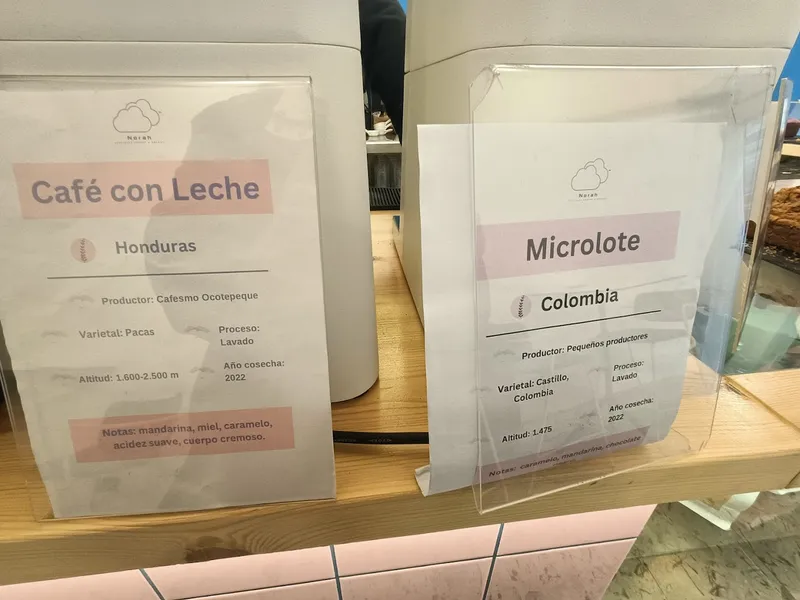 Norah
Café con Leche
Honduras
Productor: Cafesmo Ocotepeque
Varietal: Pacas
Proceso:
Lavado
Altitud: 1.600-2.500 m
Año cosecha:
2022
Notas: mandarina, miel, caramelo,
acidez suave, cuerpo cremoso.
Norah
Microlote
Colombia
Productor: Pequeños productores
Varietal: Castillo,
Colombia
Proceso:
Lavado
Altitud: 1.475
Año cosecha:
2022
Notas: caramelo, mandarina, chocolate